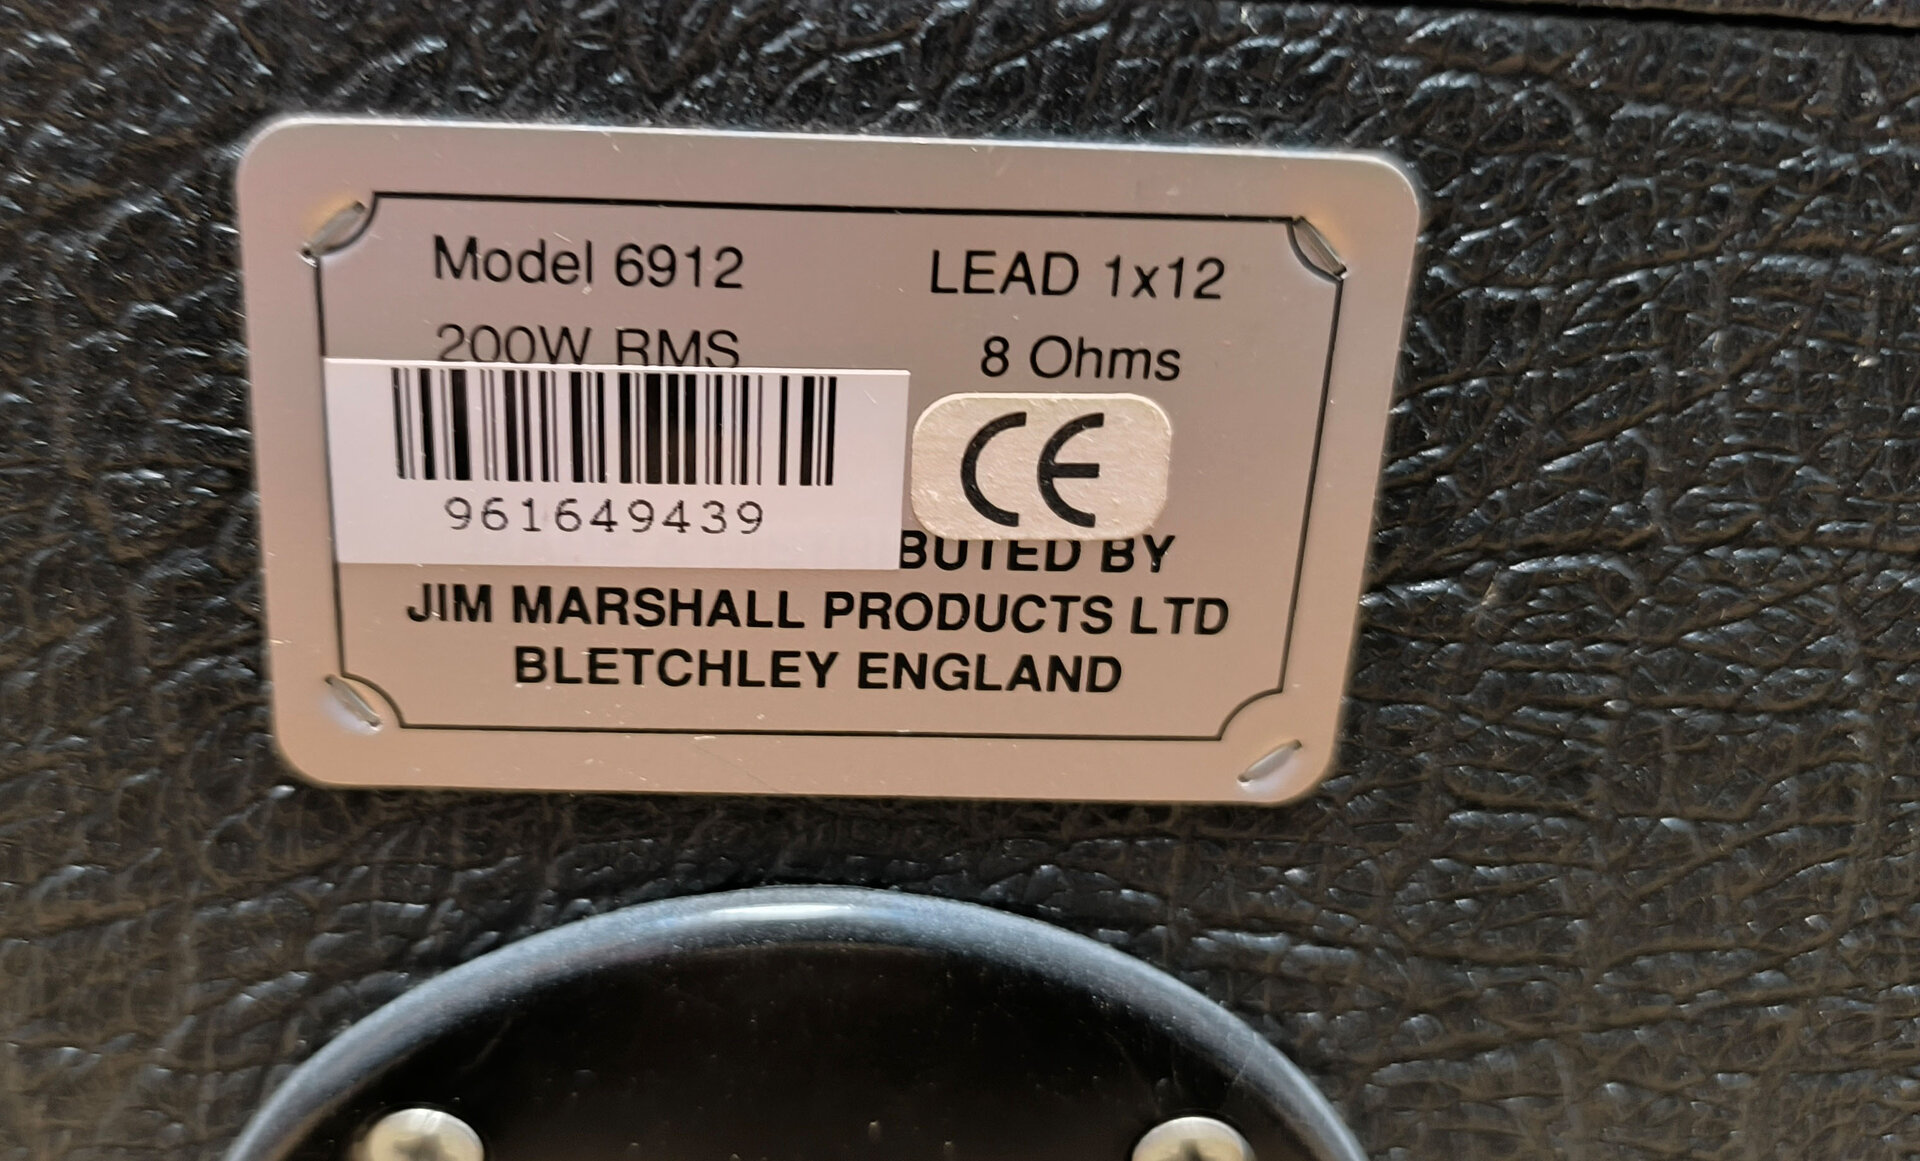 Model 6912 LEAD 1x12
200W RMS 8 Ohms
961649439
CE
BUTED BY
JIM MARSHALL PRODUCTS LTD
BLETCHLEY ENGLAND